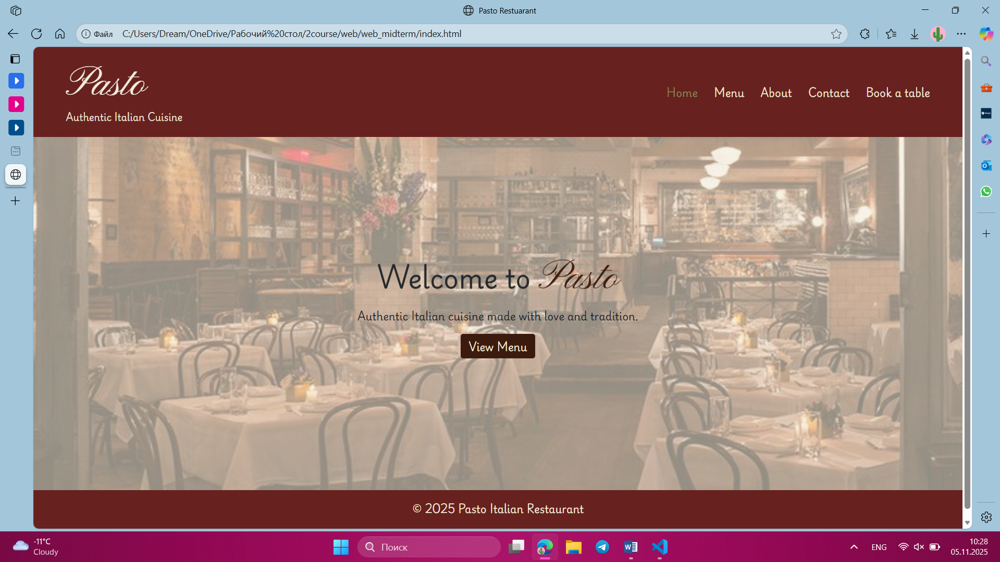 Pasto Restuarant
Файл C:/Users/Dream/OneDrive/Рабочий%20стол/2course/web/web_midterm/index.html
Pasto
Authentic Italian Cuisine
Home Menu About Contact Book a table
Welcome to Pasto
Authentic Italian cuisine made with love and tradition.
View Menu
© 2025 Pasto Italian Restaurant
-11°C
Cloudy
Поиск
ENG
10:28
05.11.2025